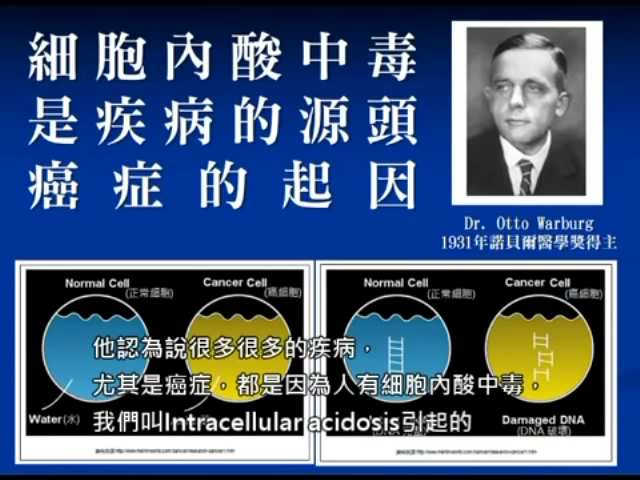 細胞內酸中毒
是疾病的源頭
癌症的起因
Dr. Otto Warburg
1931年諾貝爾醫學獎得主
Normal Cell
(正常細胞)
Cancer Cell
(癌細胞)
Normal Cell
(正常細胞)
Cancer Cell
(癌細胞)
他認為說很多很多的疾病，
尤其是癌症，都是因為人有細胞內酸中毒，
我們叫Intracellular acidosis引起的
Water(水)
Damaged DNA
(DNA 破壞)